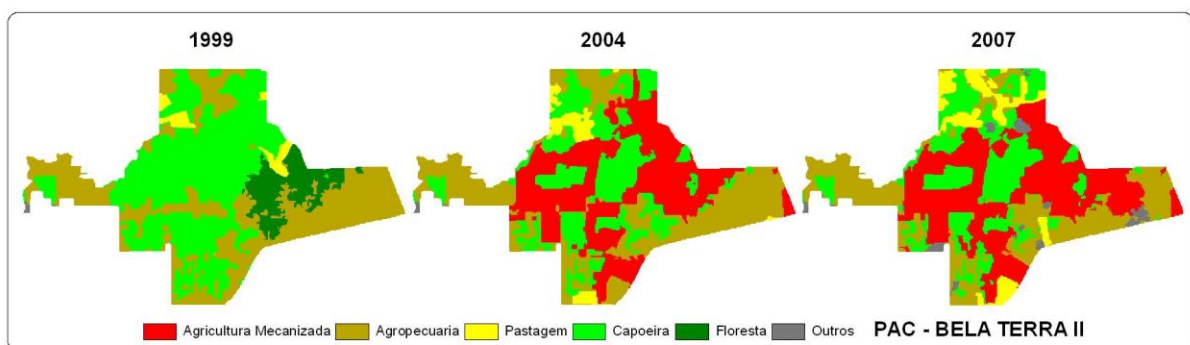 1999 2004 2007
Agricultura Mecanizada Agropecuaria Pastagem Capoeira Floresta Outros PAC - BELA TERRA II